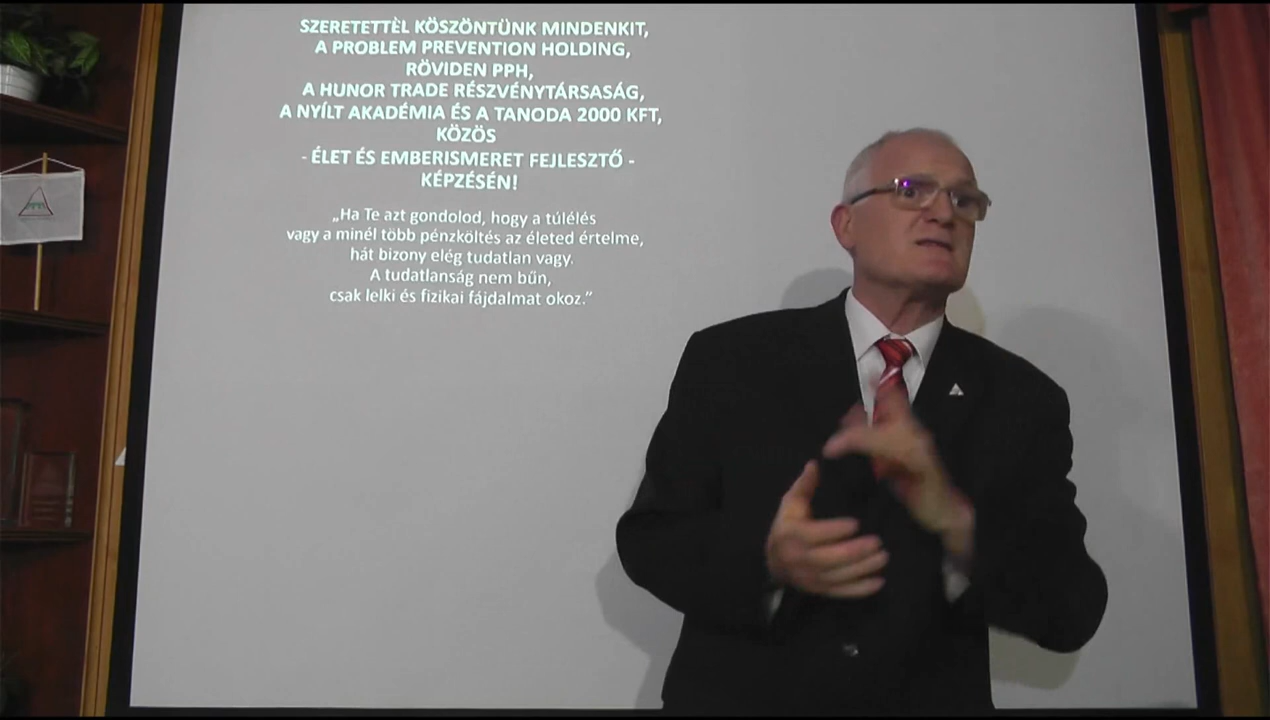 SZERETETTÈL KÖSZÖNTÜNK MINDENKIT,
A PROBLEM PREVENTION HOLDING,
RÖVIDEN PPH,
A HUNOR TRADE RÉSZVÉNYTÁRSASÁG,
A NYÍLT AKADÉMIA ÉS A TANODA 2000 KFT,
KÖZÖS
- ÉLET ÉS EMBERISMERET FEJLESZTŐ -
KÉPZÉSÉN!
„Ha Te azt gondolod, hogy a túlélés
vagy a minél több pénzköltés az életed értelme,
hát bizony elég tudatlan vagy.
A tudatlanság nem bűn,
csak lelki és fizikai fájdalmat okoz.”